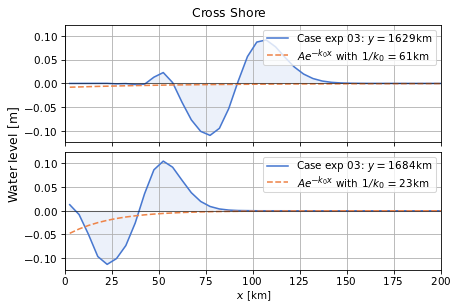 Cross Shore
Water level [m]
0.10
0.05
0.00
−0.05
−0.10
Case exp 03: y = 1629km
Ae^{−k₀x} with 1/k₀ = 61km
0.10
0.05
0.00
−0.05
−0.10
Case exp 03: y = 1684km
Ae^{−k₀x} with 1/k₀ = 23km
0 25 50 75 100 125 150 175 200
x [km]